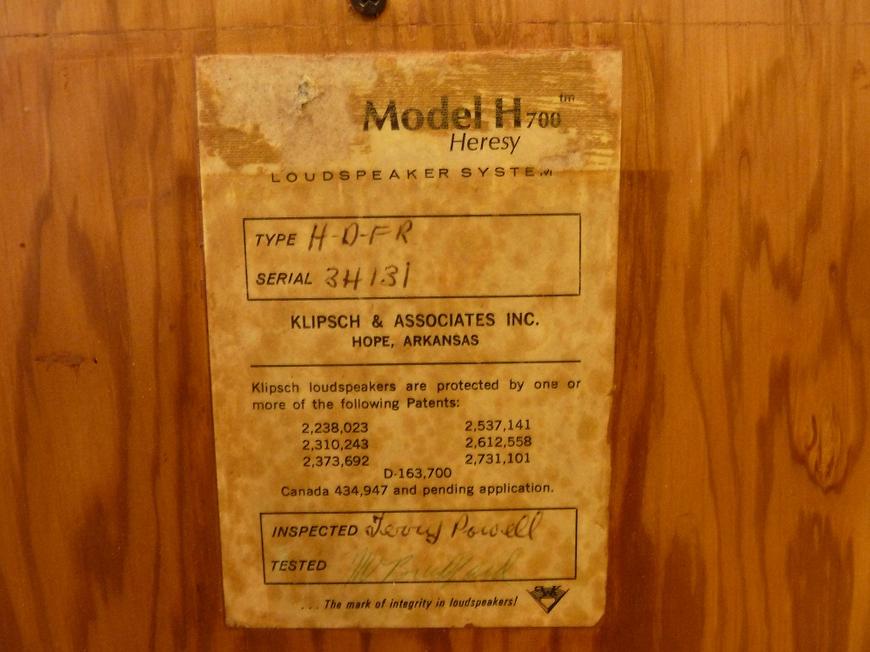 Model H 700 tm
Heresy
LOUDSPEAKER SYSTEM
TYPE H-D-FR
SERIAL 3H131
KLIPSCH & ASSOCIATES INC.
HOPE, ARKANSAS
Klipsch loudspeakers are protected by one or
more of the following Patents:
2,238,023 2,537,141
2,310,243 2,612,558
2,373,692 2,731,101
D-163,700
Canada 434,947 and pending application.
INSPECTED Terry Powell
TESTED
. . . The mark of integrity in loudspeakers! PWK